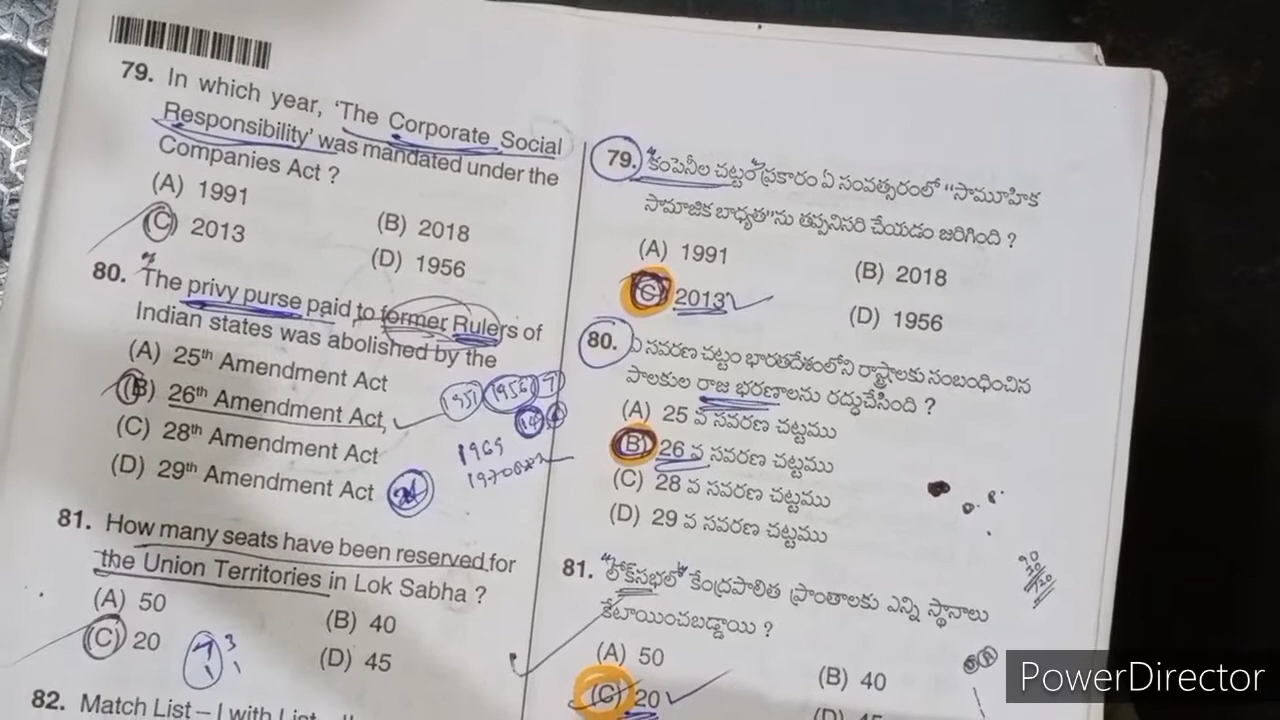 79. In which year, 'The Corporate Social
Responsibility' was mandated under the
Companies Act ?
(A) 1991
(B) 2018
(C) 2013
(D) 1956
80. The privy purse paid to former Rulers of
Indian states was abolished by the
(A) 25th Amendment Act
(B) 26th Amendment Act,
(C) 28th Amendment Act
(D) 29th Amendment Act
1951
1956
7
14
1969
81. How many seats have been reserved for
the Union Territories in Lok Sabha ?
(A) 50
(B) 40
(C) 20
(D) 45
82. Match List – I with List –
79. కంపెనీల చట్టం ప్రకారం ఏ సంవత్సరంలో "సామూహిక
సామాజిక బాధ్యత"ను తప్పనిసరి చేయడం జరిగింది ?
(A) 1991
(B) 2018
(C) 2013
(D) 1956
80. ఏ సవరణ చట్టం భారతదేశంలోని రాష్ట్రాలకు సంబంధించిన
పాలకుల రాజ భరణాలను రద్దుచేసింది ?
(A) 25 వ సవరణ చట్టము
(B) 26 వ సవరణ చట్టము
(C) 28 వ సవరణ చట్టము
(D) 29 వ సవరణ చట్టము
81. లోక్‌సభలో కేంద్రపాలిత ప్రాంతాలకు ఎన్ని స్థానాలు
కేటాయించబడ్డాయి ?
(A) 50
(B) 40
(C) 20
(D) 45
PowerDirector